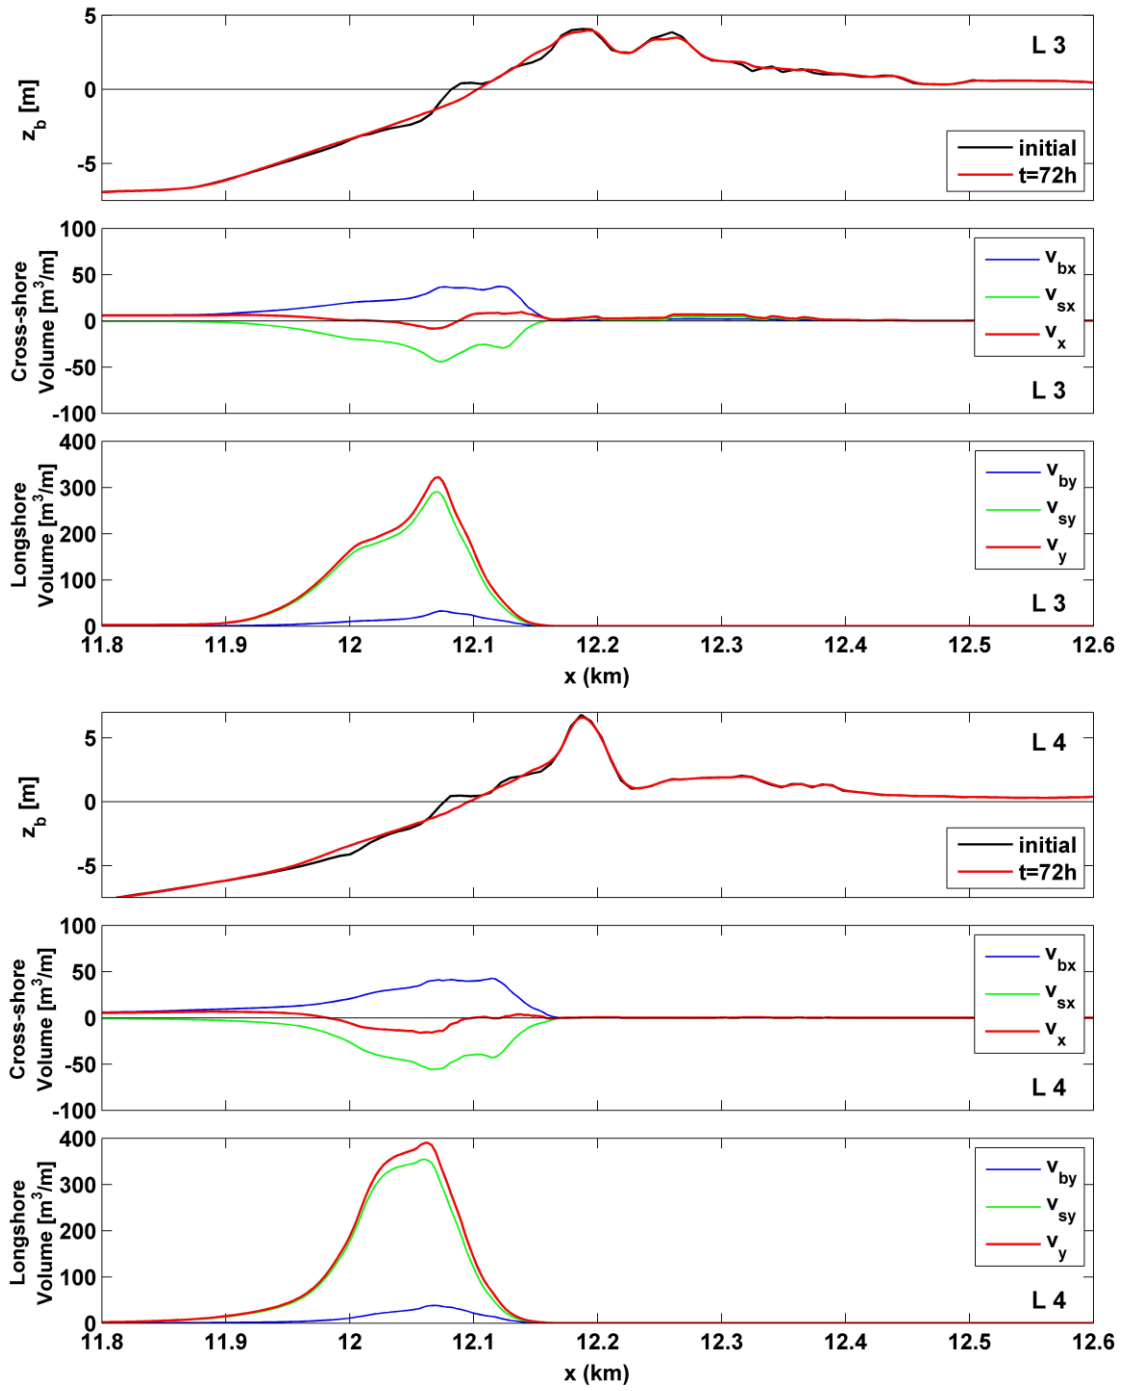 5
0
-5
z_b [m]
L 3
initial
t=72h
100
50
0
-50
-100
Cross-shore
Volume [m^3/m]
v_bx
v_sx
v_x
L 3
400
300
200
100
0
Longshore
Volume [m^3/m]
v_by
v_sy
v_y
L 3
11.8 11.9 12 12.1 12.2 12.3 12.4 12.5 12.6
x (km)
5
0
-5
z_b [m]
L 4
initial
t=72h
100
50
0
-50
-100
Cross-shore
Volume [m^3/m]
v_bx
v_sx
v_x
L 4
400
300
200
100
0
Longshore
Volume [m^3/m]
v_by
v_sy
v_y
L 4
11.8 11.9 12 12.1 12.2 12.3 12.4 12.5 12.6
x (km)